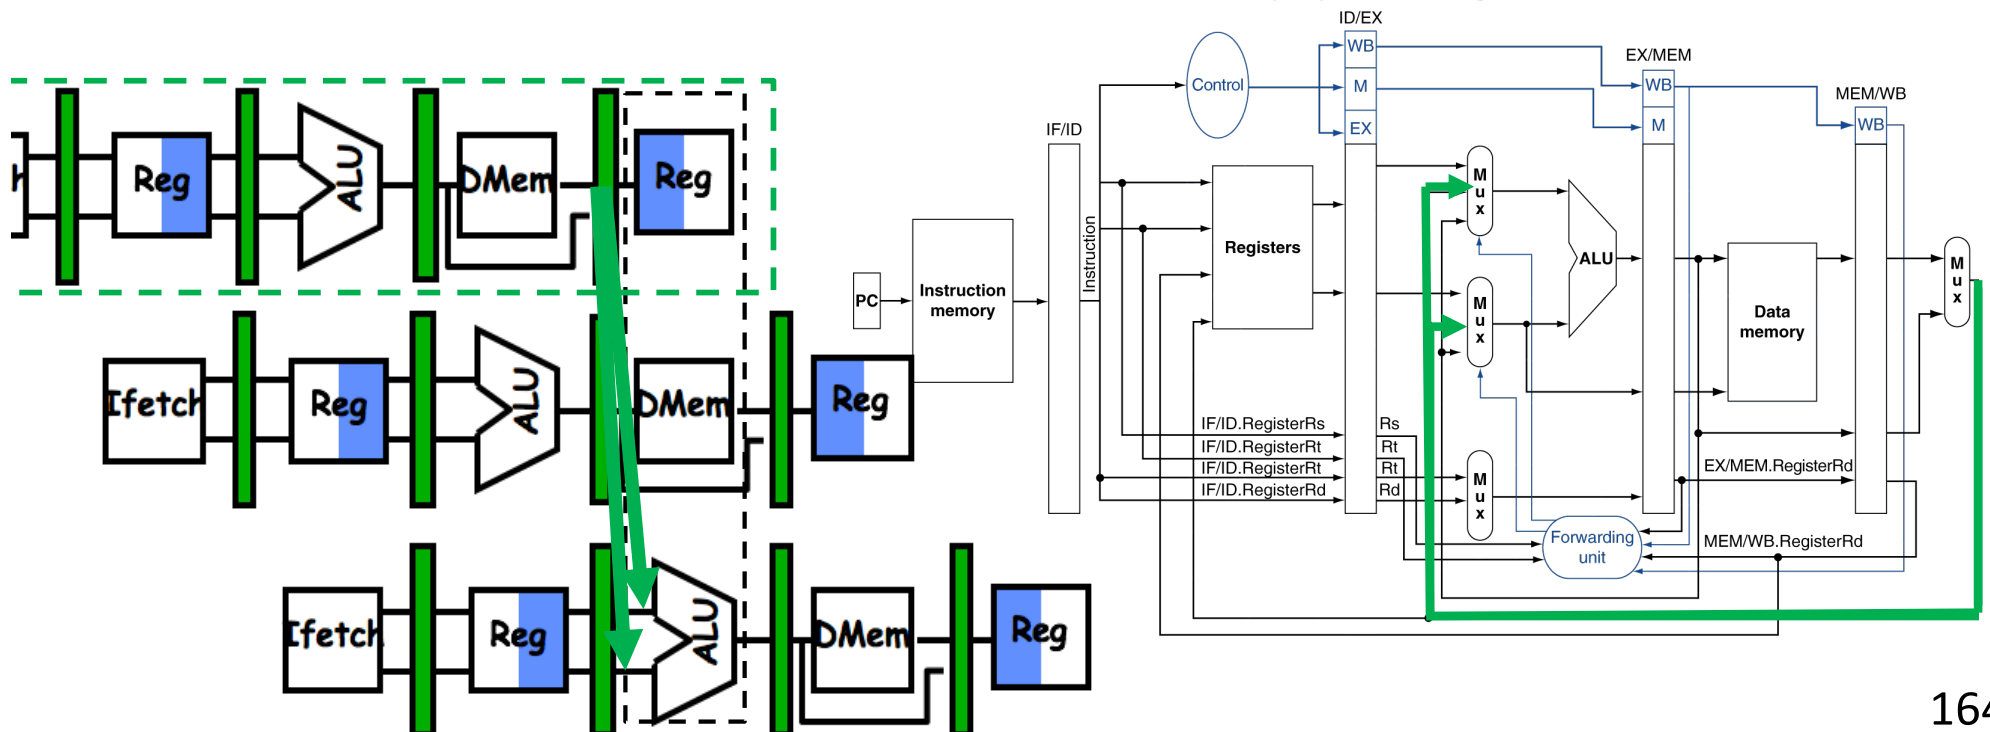 h
Reg
ALU
DMem
Reg
Ifetch
Reg
ALU
DMem
Reg
Ifetch
Reg
ALU
DMem
Reg
PC
Instruction
memory
IF/ID
Instruction
Control
Registers
IF/ID.RegisterRs
IF/ID.RegisterRt
IF/ID.RegisterRt
IF/ID.RegisterRd
ID/EX
WB
M
EX
Rs
Rt
Rt
Rd
M
u
x
M
u
x
M
u
x
ALU
Forwarding
unit
EX/MEM
WB
M
Data
memory
EX/MEM.RegisterRd
MEM/WB.RegisterRd
MEM/WB
WB
M
u
x
164